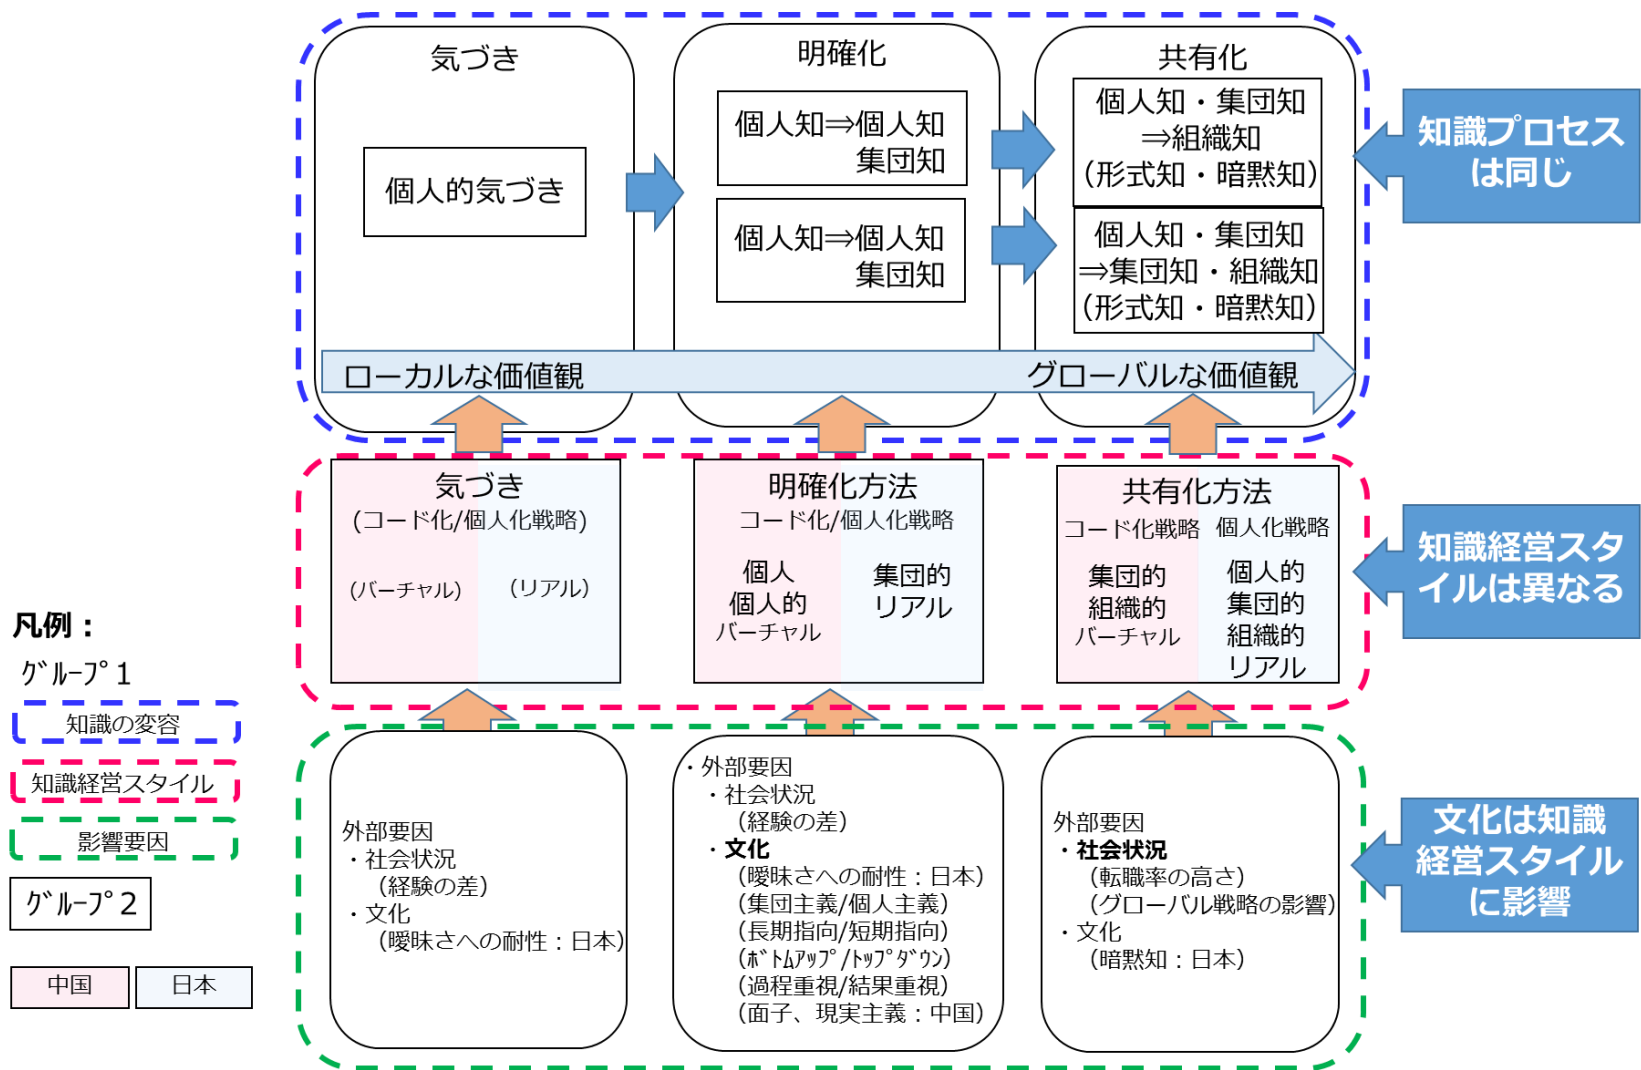 気づき
個人的気づき
明確化
個人知⇒個人知
集団知
個人知⇒個人知
集団知
共有化
個人知・集団知
⇒組織知
(形式知・暗黙知)
個人知・集団知
⇒集団知・組織知
(形式知・暗黙知)
ローカルな価値観
グローバルな価値観
知識プロセス
は同じ
気づき
(コード化/個人化戦略)
(バーチャル)
(リアル)
明確化方法
コード化/個人化戦略
個人
個人的
バーチャル
集団的
リアル
共有化方法
コード化戦略
集団的
組織的
バーチャル
個人化戦略
個人的
集団的
組織的
リアル
知識経営スタ
イルは異なる
外部要因
・社会状況
(経験の差)
・文化
(曖昧さへの耐性：日本)
・外部要因
・社会状況
(経験の差)
・文化
(曖昧さへの耐性：日本)
(集団主義/個人主義)
(長期指向/短期指向)
(ﾎﾞﾄﾑｱｯﾌﾟ/ﾄｯﾌﾟﾀﾞｳﾝ)
(過程重視/結果重視)
(面子、現実主義：中国)
外部要因
・社会状況
(転職率の高さ)
(グローバル戦略の影響)
・文化
(暗黙知：日本)
文化は知識
経営スタイル
に影響
凡例：
ｸﾞﾙｰﾌﾟ1
知識の変容
知識経営スタイル
影響要因
ｸﾞﾙｰﾌﾟ2
中国
日本